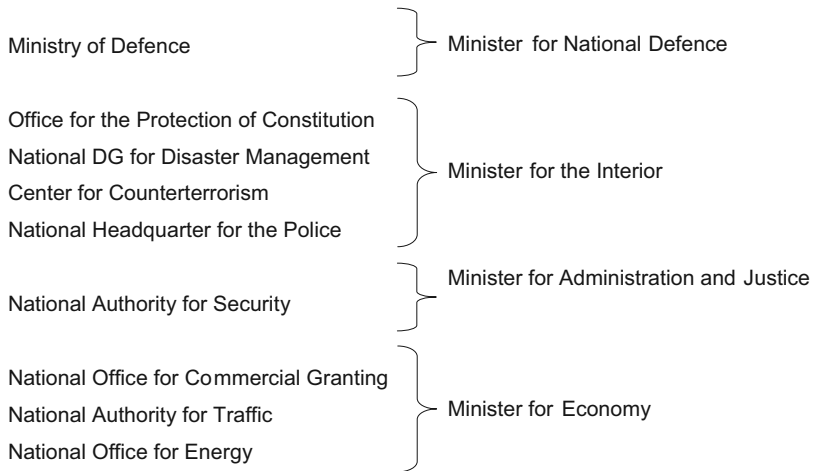 Ministry of Defence
Minister for National Defence
Office for the Protection of Constitution
National DG for Disaster Management
Center for Counterterrorism
National Headquarter for the Police
Minister for the Interior
National Authority for Security
Minister for Administration and Justice
National Office for Commercial Granting
National Authority for Traffic
National Office for Energy
Minister for Economy